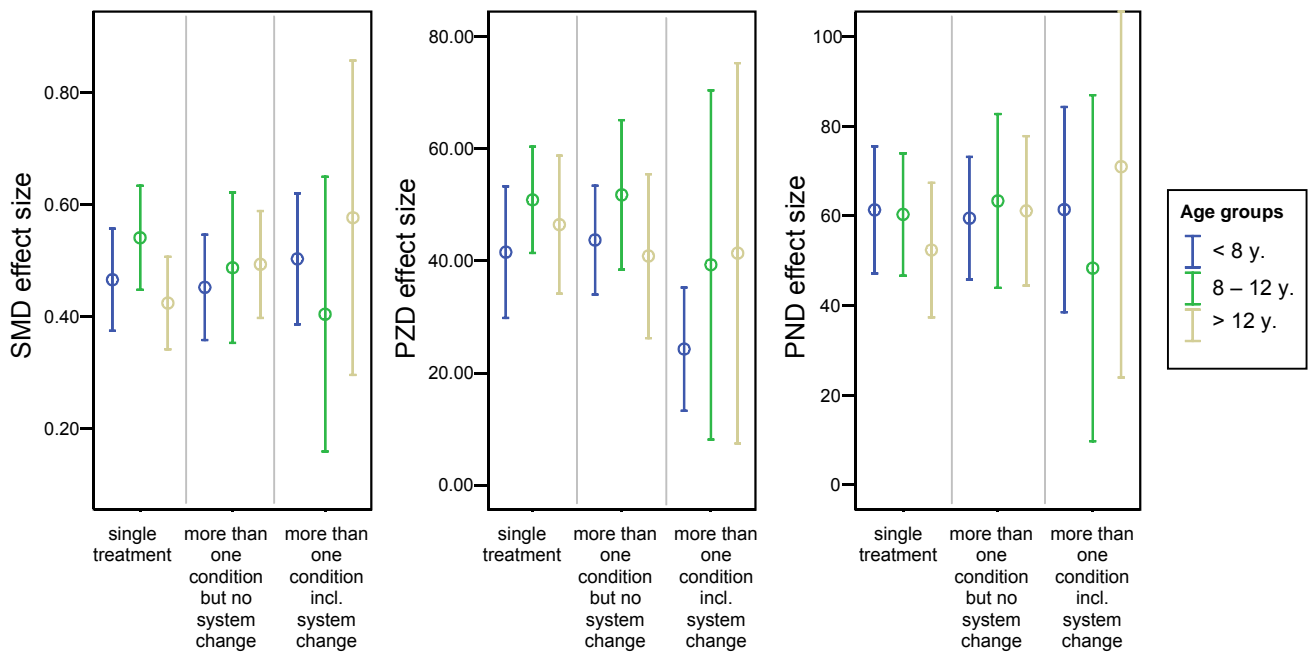 SMD effect size
0.80
0.60
0.40
0.20
single
treatment
more than
one
condition
but no
system
change
more than
one
condition
incl.
system
change
PZD effect size
80.00
60.00
40.00
20.00
0.00
single
treatment
more than
one
condition
but no
system
change
more than
one
condition
incl.
system
change
PND effect size
100
80
60
40
20
0
single
treatment
more than
one
condition
but no
system
change
more than
one
condition
incl.
system
change
Age groups
< 8 y.
8 – 12 y.
> 12 y.